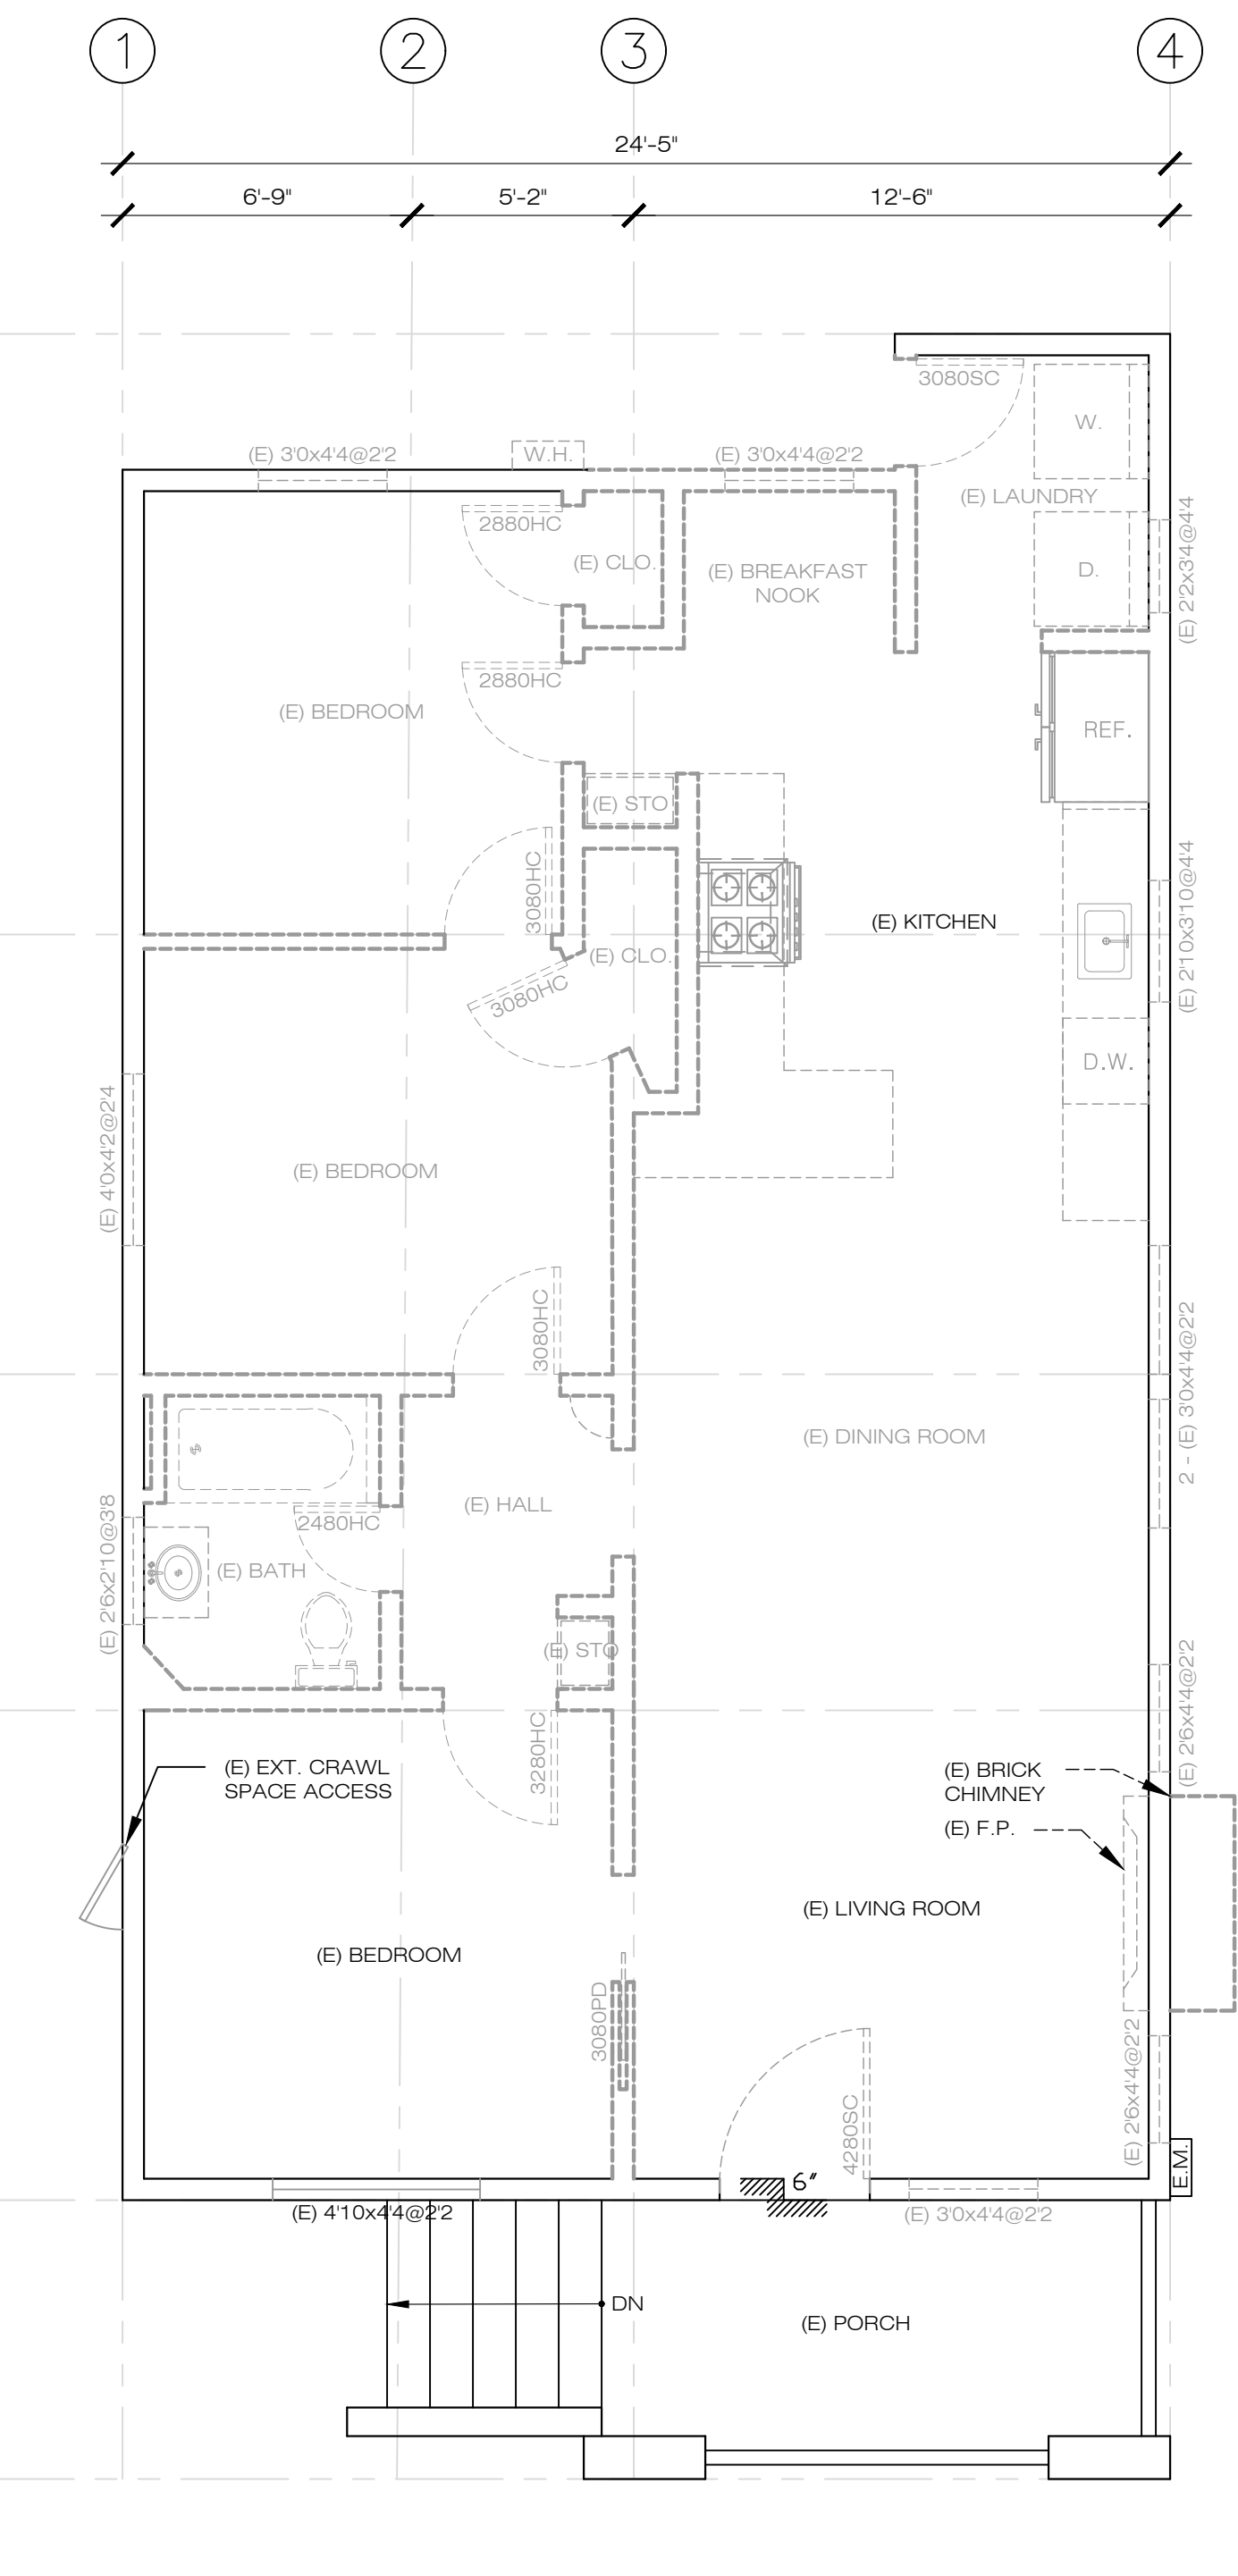 1 2 3 4
24'-5"
6'-9" 5'-2" 12'-6"
3080SC
W.
(E) 3'0x4'4@2'2
W.H.
(E) 3'0x4'4@2'2
(E) LAUNDRY
2880HC
(E) CLO.
(E) BREAKFAST
NOOK
D.
(E) 2'2x3'4@4'4
2880HC
(E) BEDROOM
REF.
(E) STO
3080HC
(E) KITCHEN
(E) 2'10x3'10@4'4
(E) CLO.
3080HC
D.W.
(E) 4'0x4'2@2'4
(E) BEDROOM
3080HC
2 - (E) 3'0x4'4@2'2
(E) DINING ROOM
(E) HALL
2480HC
(E) 2'6x2'10@3'8
(E) BATH
(E) STO
(E) 2'6x4'4@2'2
3280HC
(E) EXT. CRAWL
SPACE ACCESS
(E) BRICK
CHIMNEY
(E) F.P.
(E) LIVING ROOM
(E) BEDROOM
3080PD
4280SC
(E) 2'6x4'4@2'2
E.M.
6"
(E) 4'10x4'4@2'2
(E) 3'0x4'4@2'2
DN
(E) PORCH